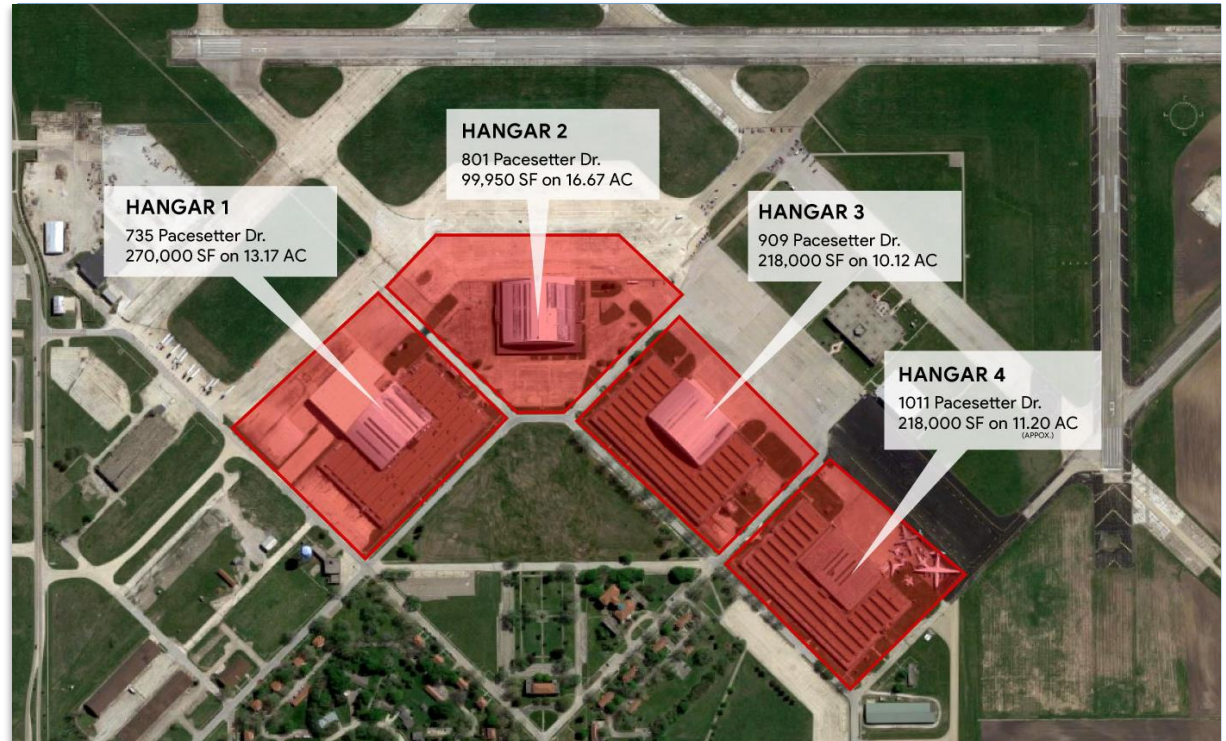 HANGAR 1
735 Pacesetter Dr.
270,000 SF on 13.17 AC
HANGAR 2
801 Pacesetter Dr.
99,950 SF on 16.67 AC
HANGAR 3
909 Pacesetter Dr.
218,000 SF on 10.12 AC
HANGAR 4
1011 Pacesetter Dr.
218,000 SF on 11.20 AC
(APPOX.)